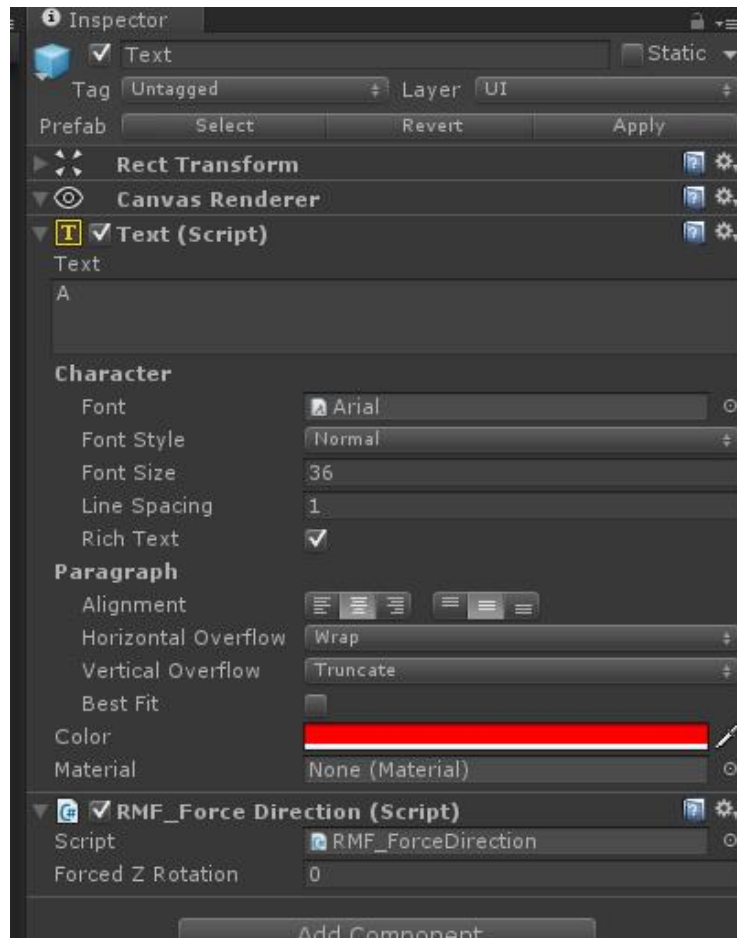 Inspector
Text Static
Tag Untagged Layer UI
Prefab Select Revert Apply
Rect Transform
Canvas Renderer
T Text (Script)
Text
A
Character
Font Arial
Font Style Normal
Font Size 36
Line Spacing 1
Rich Text
Paragraph
Alignment
Horizontal Overflow Wrap
Vertical Overflow Truncate
Best Fit
Color
Material None (Material)
C# RMF_Force Direction (Script)
Script RMF_ForceDirection
Forced Z Rotation 0
Add Component